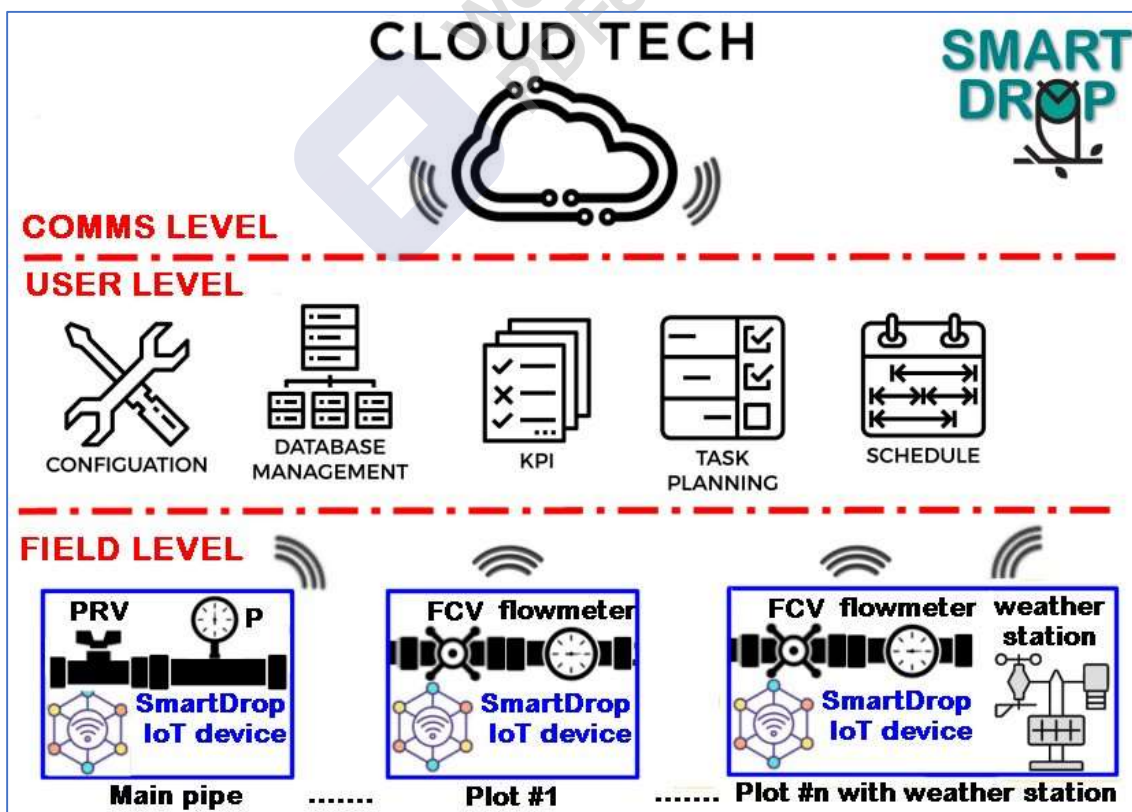 CLOUD TECH
SMART
DROP
COMMS LEVEL
USER LEVEL
CONFIGUATION
DATABASE
MANAGEMENT
KPI
TASK
PLANNING
SCHEDULE
FIELD LEVEL
PRV
P
SmartDrop
IoT device
Main pipe
.......
FCV flowmeter
SmartDrop
IoT device
Plot #1
.......
FCV flowmeter
weather
station
SmartDrop
IoT device
Plot #n with weather station